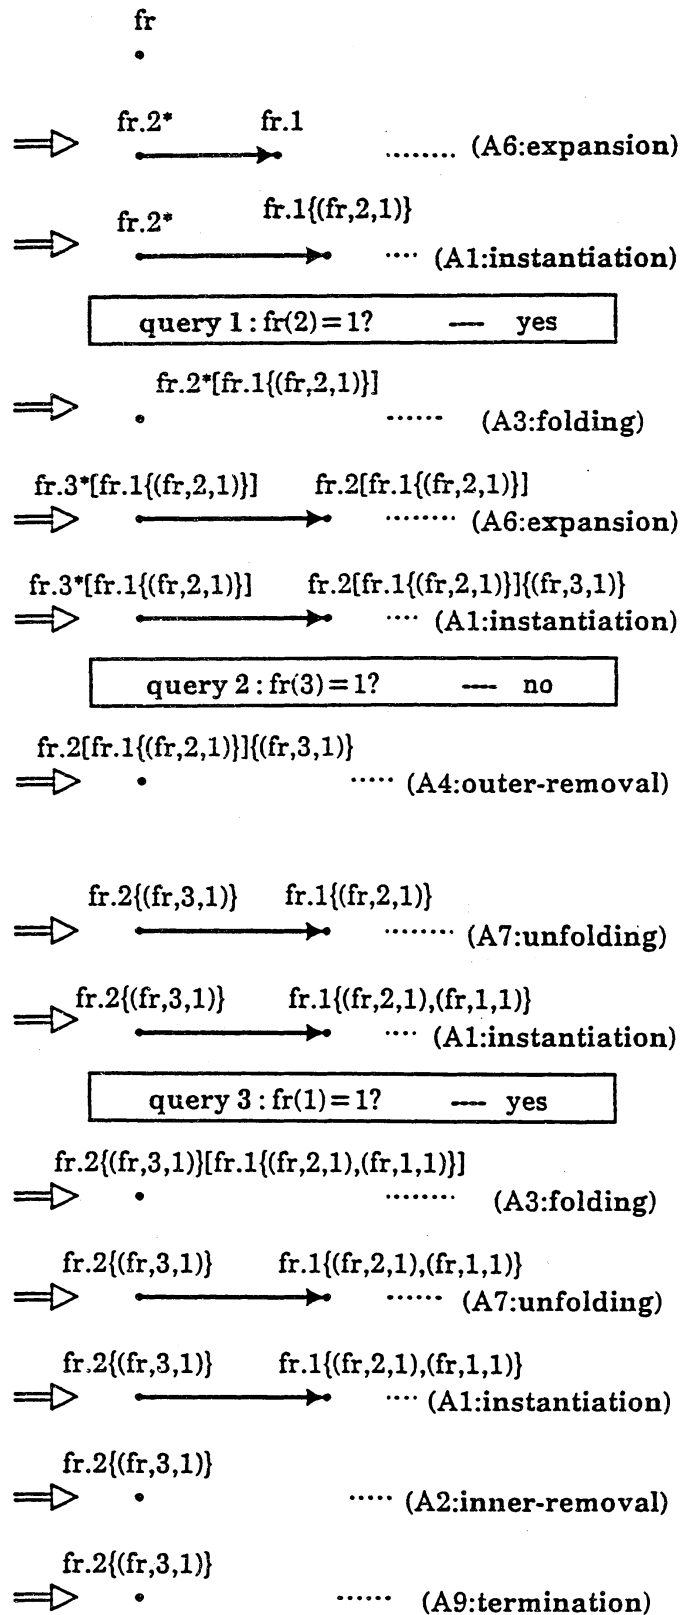 fr
fr.2* fr.1
........ (A6:expansion)
fr.2* fr.1{(fr,2,1)}
.... (A1:instantiation)
query 1 : fr(2)=1? ---- yes
fr.2*[fr.1{(fr,2,1)}]
...... (A3:folding)
fr.3*[fr.1{(fr,2,1)}] fr.2[fr.1{(fr,2,1)}]
........ (A6:expansion)
fr.3*[fr.1{(fr,2,1)}] fr.2[fr.1{(fr,2,1)}]{(fr,3,1)}
.... (A1:instantiation)
query 2 : fr(3)=1? ---- no
fr.2[fr.1{(fr,2,1)}]{(fr,3,1)}
..... (A4:outer-removal)
fr.2{(fr,3,1)} fr.1{(fr,2,1)}
........ (A7:unfolding)
fr.2{(fr,3,1)} fr.1{(fr,2,1),(fr,1,1)}
.... (A1:instantiation)
query 3 : fr(1)=1? ---- yes
fr.2{(fr,3,1)}[fr.1{(fr,2,1),(fr,1,1)}]
........ (A3:folding)
fr.2{(fr,3,1)} fr.1{(fr,2,1),(fr,1,1)}
...... (A7:unfolding)
fr.2{(fr,3,1)} fr.1{(fr,2,1),(fr,1,1)}
.... (A1:instantiation)
fr.2{(fr,3,1)}
..... (A2:inner-removal)
fr.2{(fr,3,1)}
...... (A9:termination)